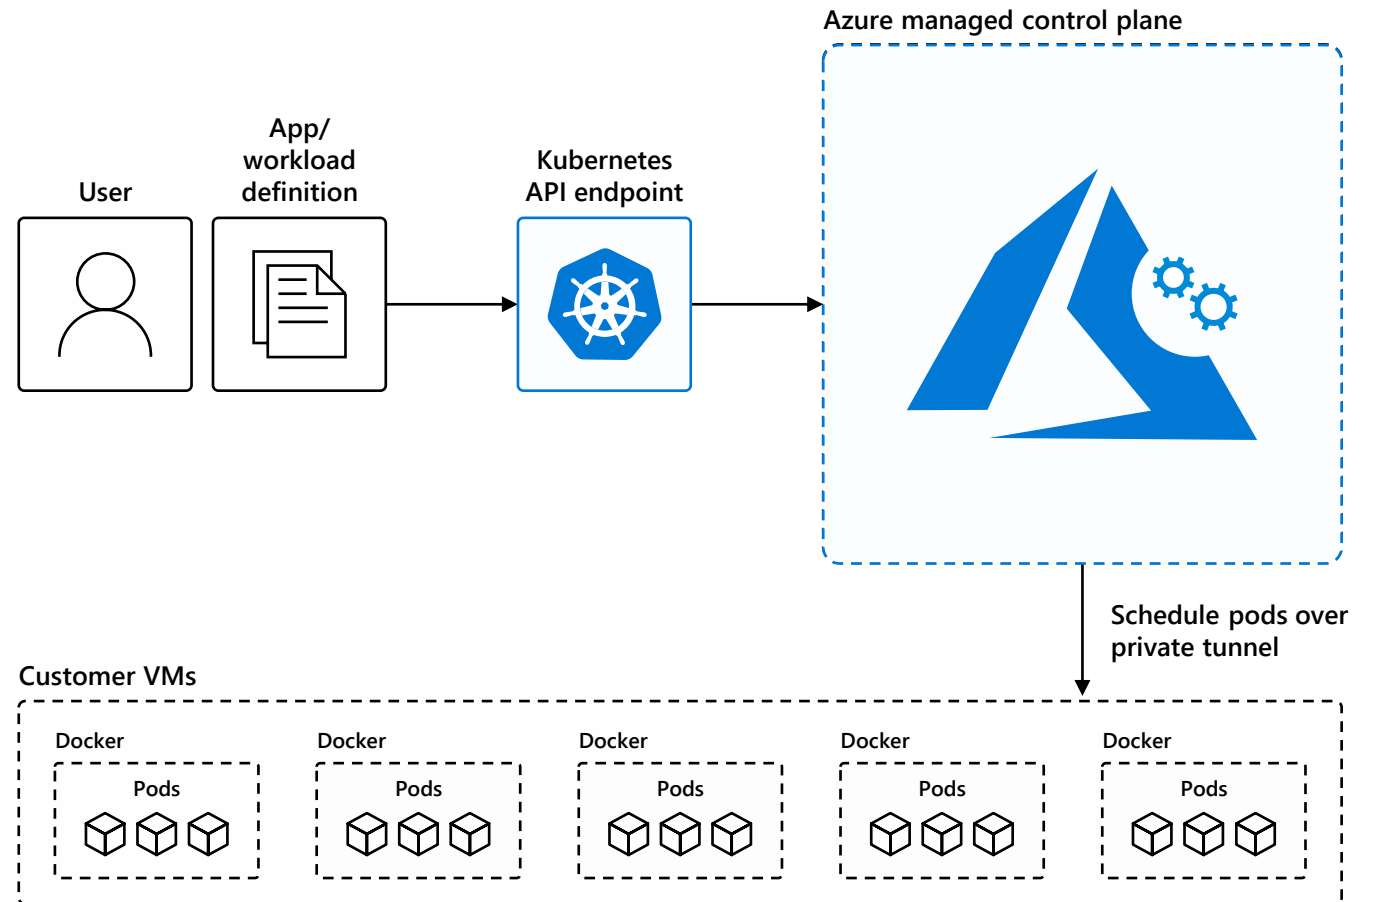 Azure managed control plane
App/
workload
definition
User
Kubernetes
API endpoint
Schedule pods over
private tunnel
Customer VMs
Docker
Docker
Docker
Docker
Docker
Pods
Pods
Pods
Pods
Pods